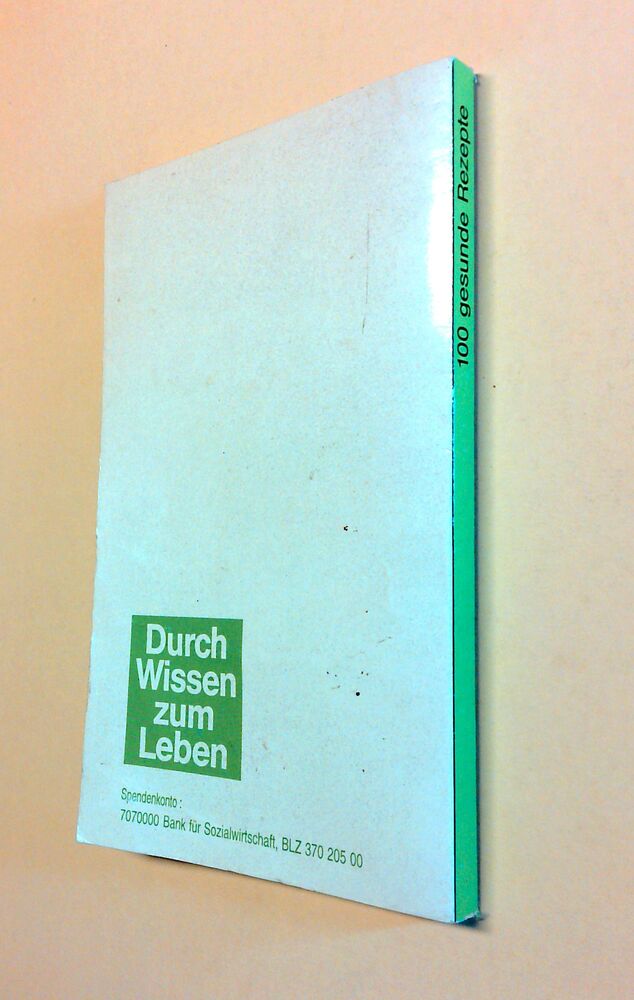 100 gesunde Rezepte
Durch
Wissen
zum
Leben
Spendenkonto :
7070000 Bank für Sozialwirtschaft, BLZ 370 205 00